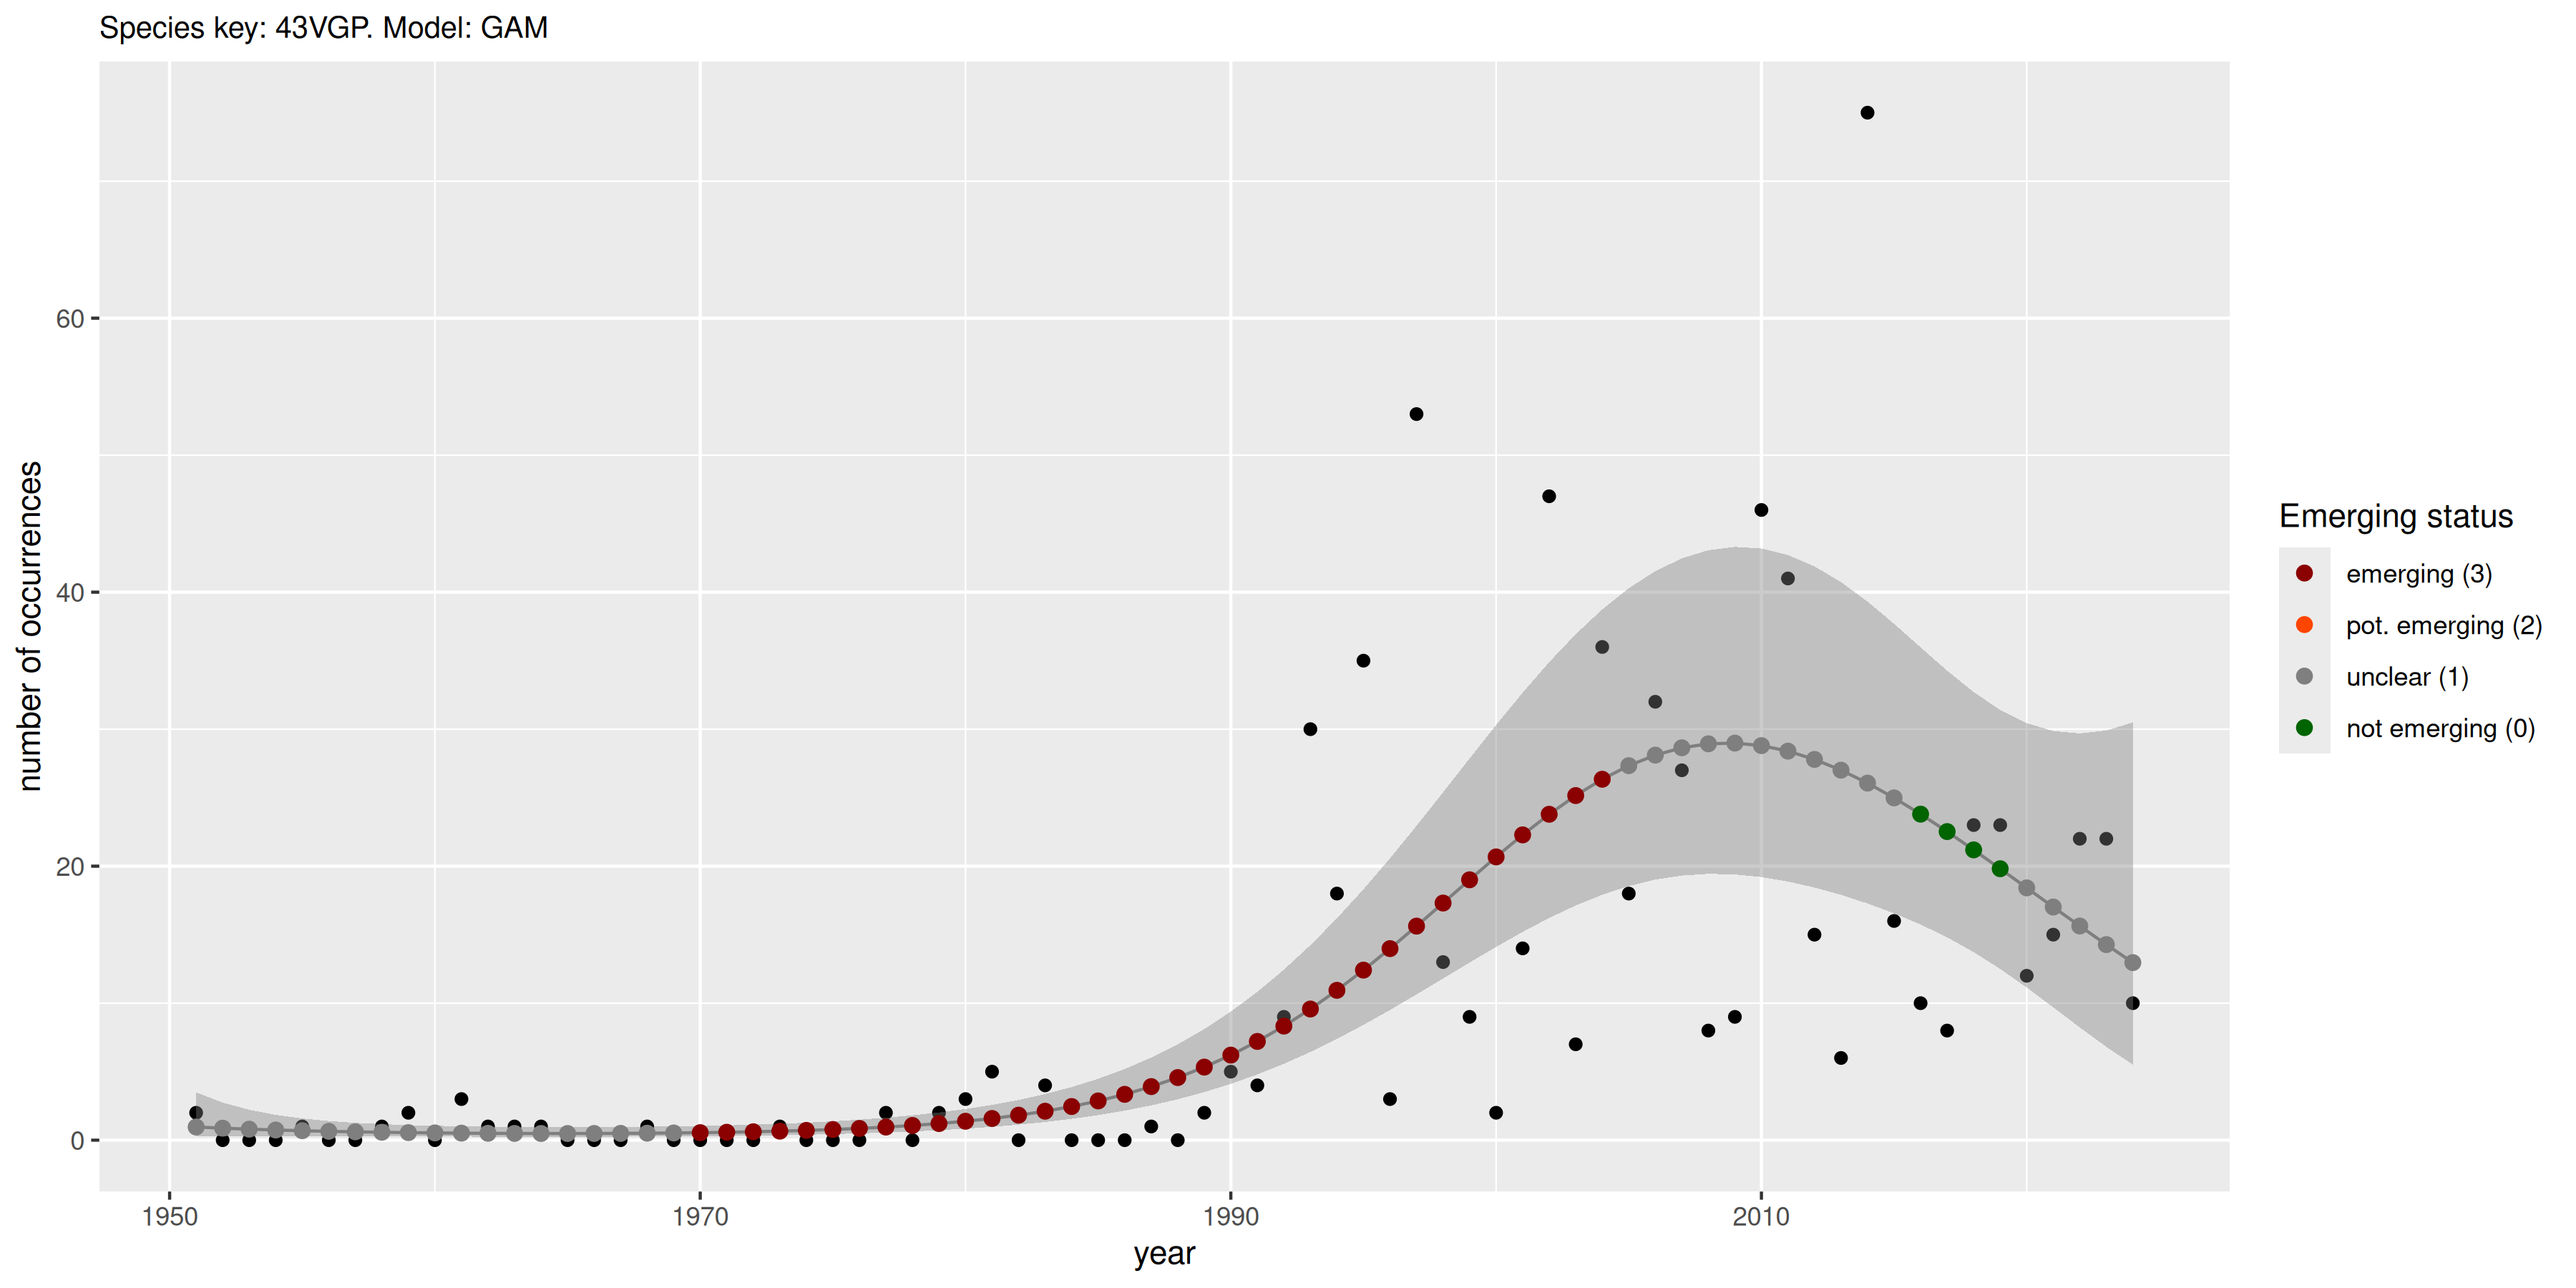 Species key: 43VGP. Model: GAM
number of occurrences
60
40
20
0
1950
1970
1990
2010
year
Emerging status
emerging (3)
pot. emerging (2)
unclear (1)
not emerging (0)